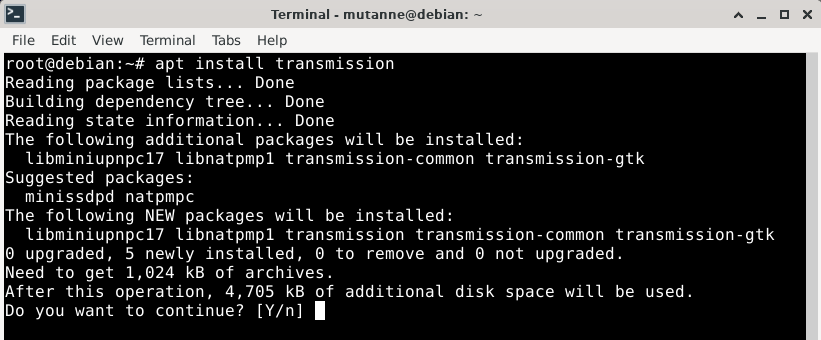 Terminal - mutanne@debian: ~
File Edit View Terminal Tabs Help
root@debian:~# apt install transmission
Reading package lists... Done
Building dependency tree... Done
Reading state information... Done
The following additional packages will be installed:
  libminiupnpc17 libnatpmp1 transmission-common transmission-gtk
Suggested packages:
  minissdpd natpmpc
The following NEW packages will be installed:
  libminiupnpc17 libnatpmp1 transmission transmission-common transmission-gtk
0 upgraded, 5 newly installed, 0 to remove and 0 not upgraded.
Need to get 1,024 kB of archives.
After this operation, 4,705 kB of additional disk space will be used.
Do you want to continue? [Y/n]